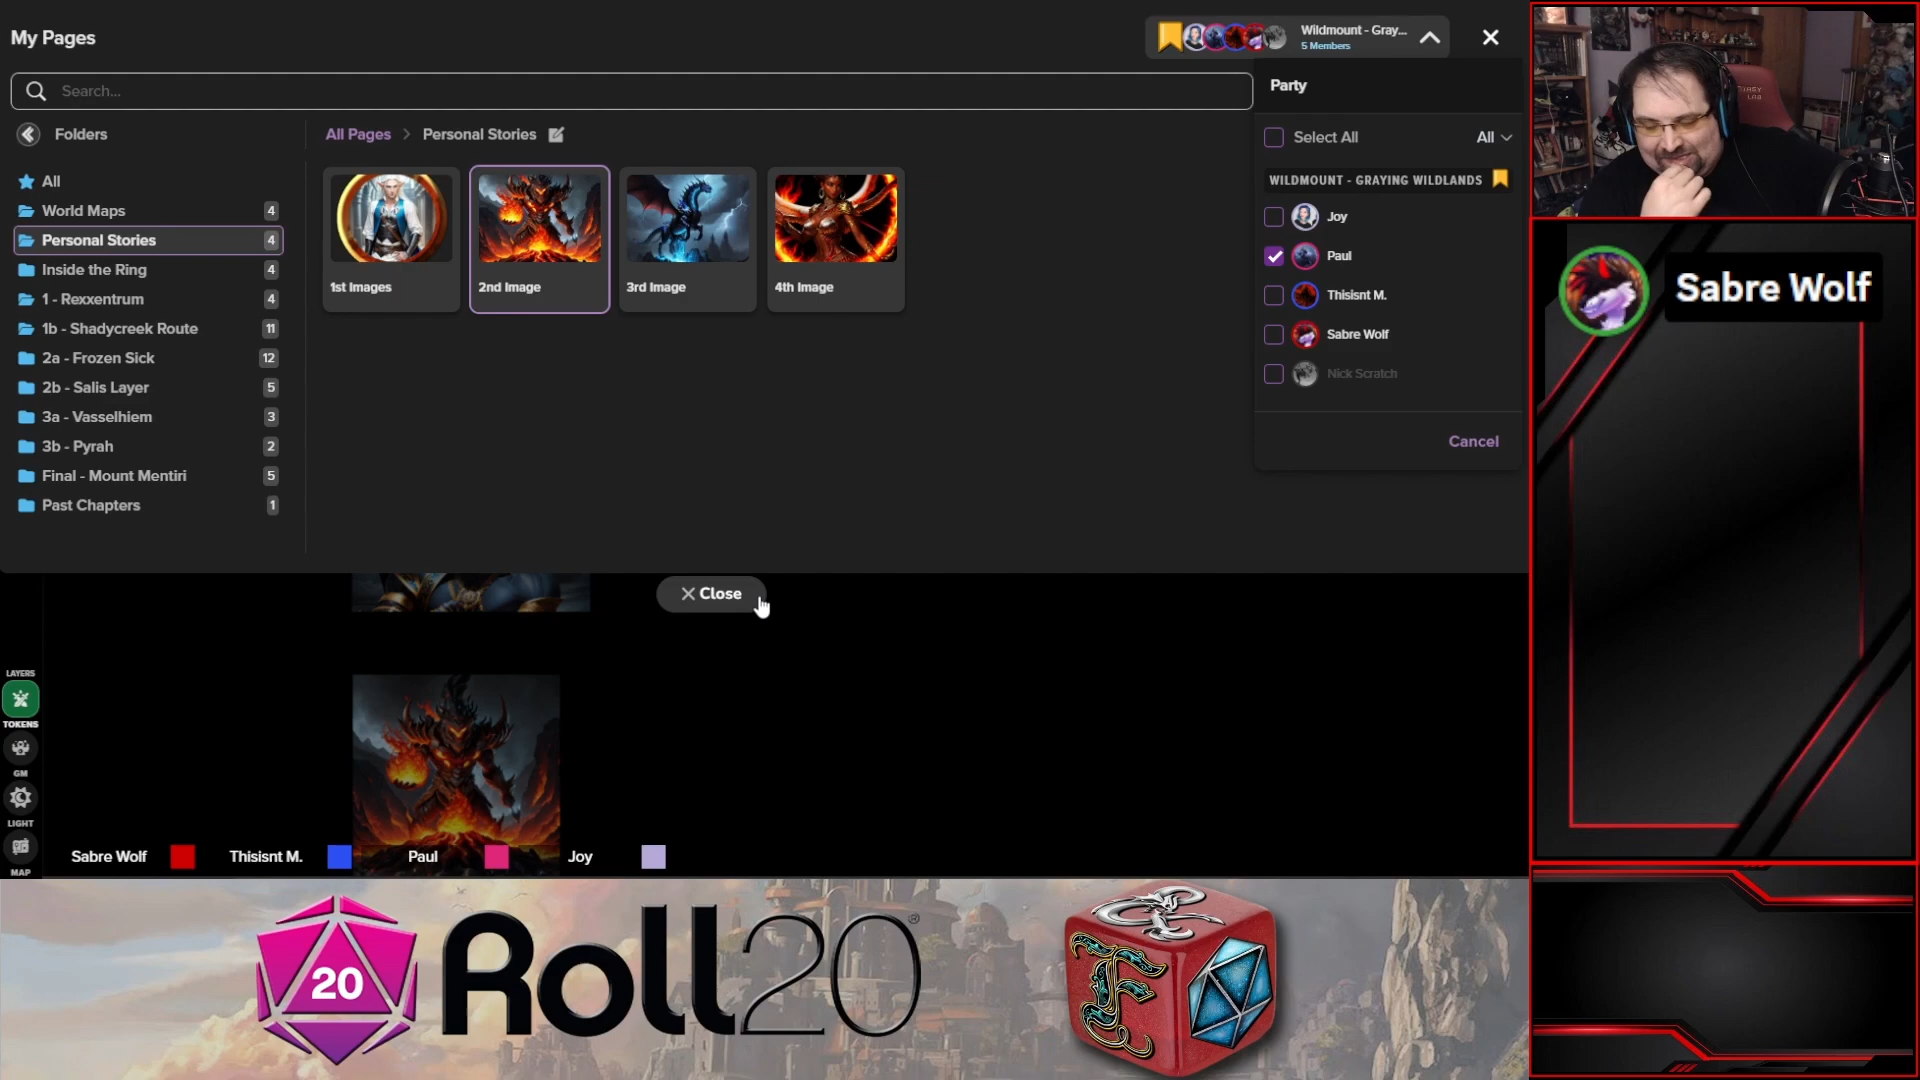 My Pages
Wildmount - Gray...
5 Members
Search...
Party
Folders
All Pages > Personal Stories
Select All
All
All
WILDMOUNT - GRAYING WILDLANDS
World Maps 4
Joy
Personal Stories 4
Paul
Inside the Ring 4
1st Images
2nd Image
3rd Image
4th Image
Thisisnt M.
1 - Rexxentrum 4
1b - Shadycreek Route 11
Sabre Wolf
2a - Frozen Sick 12
Nick Scratch
2b - Salis Layer 5
3a - Vasselhiem 3
3b - Pyrah 2
Cancel
Final - Mount Mentiri 5
Past Chapters 1
Close
LAYERS
TOKENS
GM
LIGHT
MAP
Sabre Wolf
Thisisnt M.
Paul
Joy
20
Roll20®
Sabre Wolf